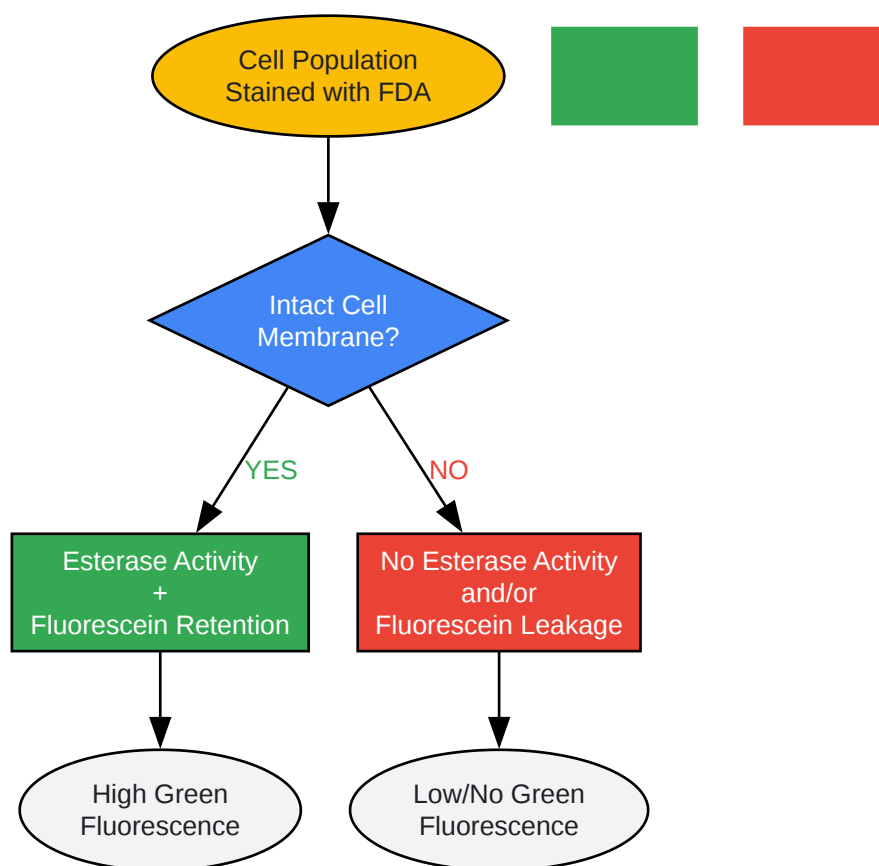 Cell Population
Stained with FDA
Intact Cell
Membrane?
YES
NO
Esterase Activity
+
Fluorescein Retention
No Esterase Activity
and/or
Fluorescein Leakage
High Green
Fluorescence
Low/No Green
Fluorescence